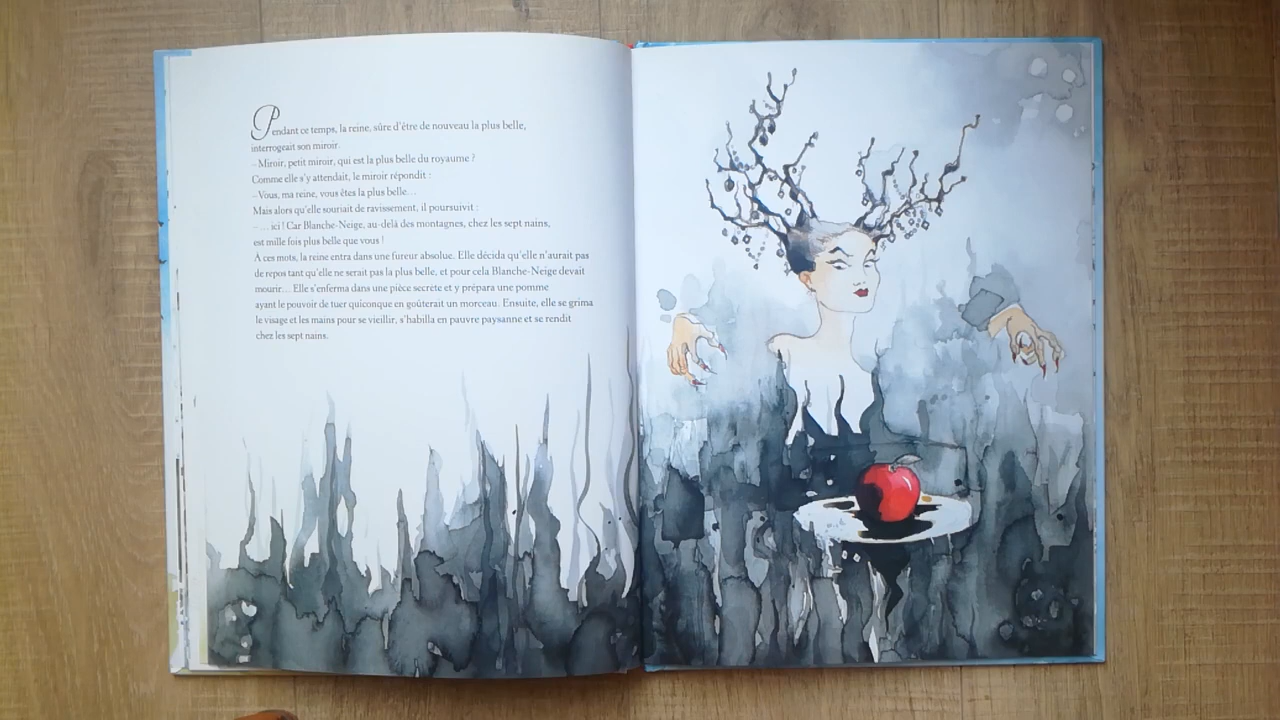 Pendant ce temps, la reine, sûre d'être de nouveau la plus belle,
interrogeait son miroir.
– Miroir, petit miroir, qui est la plus belle du royaume ?
Comme elle s'y attendait, le miroir répondit :
– Vous, ma reine, vous êtes la plus belle…
Mais alors qu'elle souriait de ravissement, il poursuivit :
– … ici ! Car Blanche-Neige, au-delà des montagnes, chez les sept nains,
est mille fois plus belle que vous !
À ces mots, la reine entra dans une fureur absolue. Elle décida qu'elle n'aurait pas
de repos tant qu'elle ne serait pas la plus belle, et pour cela Blanche-Neige devait
mourir… Elle s'enferma dans une pièce secrète et y prépara une pomme
ayant le pouvoir de tuer quiconque en goûterait un morceau. Ensuite, elle se grima
le visage et les mains pour se vieillir, s'habilla en pauvre paysanne et se rendit
chez les sept nains.